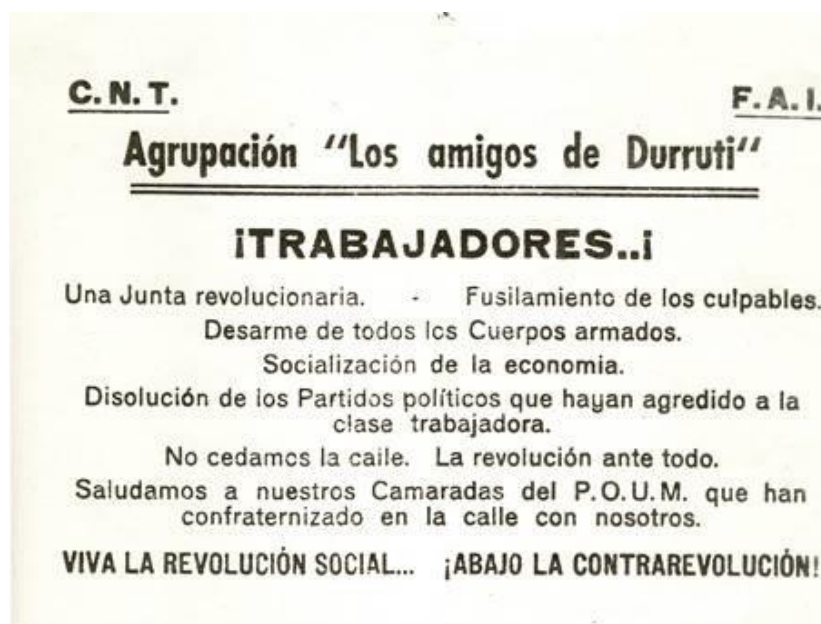 C. N. T. F. A. I.
Agrupación "Los amigos de Durruti"
¡TRABAJADORES..¡
Una Junta revolucionaria. - Fusilamiento de los culpables.
Desarme de todos los Cuerpos armados.
Socialización de la economia.
Disolución de los Partidos políticos que hayan agredido a la
clase trabajadora.
No cedamos la calle. La revolución ante todo.
Saludamos a nuestros Camaradas del P.O.U.M. que han
confraternizado en la calle con nosotros.
VIVA LA REVOLUCIÓN SOCIAL... ¡ABAJO LA CONTRAREVOLUCIÓN!